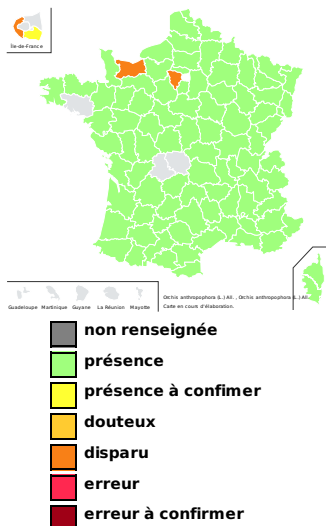 Île-de-France
Guadeloupe Martinique Guyane La Réunion Mayotte
Orchis anthropophora (L.) All. , Orchis anthropophora (L.) All.
Carte en cours d'élaboration.
non renseignée
présence
présence à confimer
douteux
disparu
erreur
erreur à confirmer